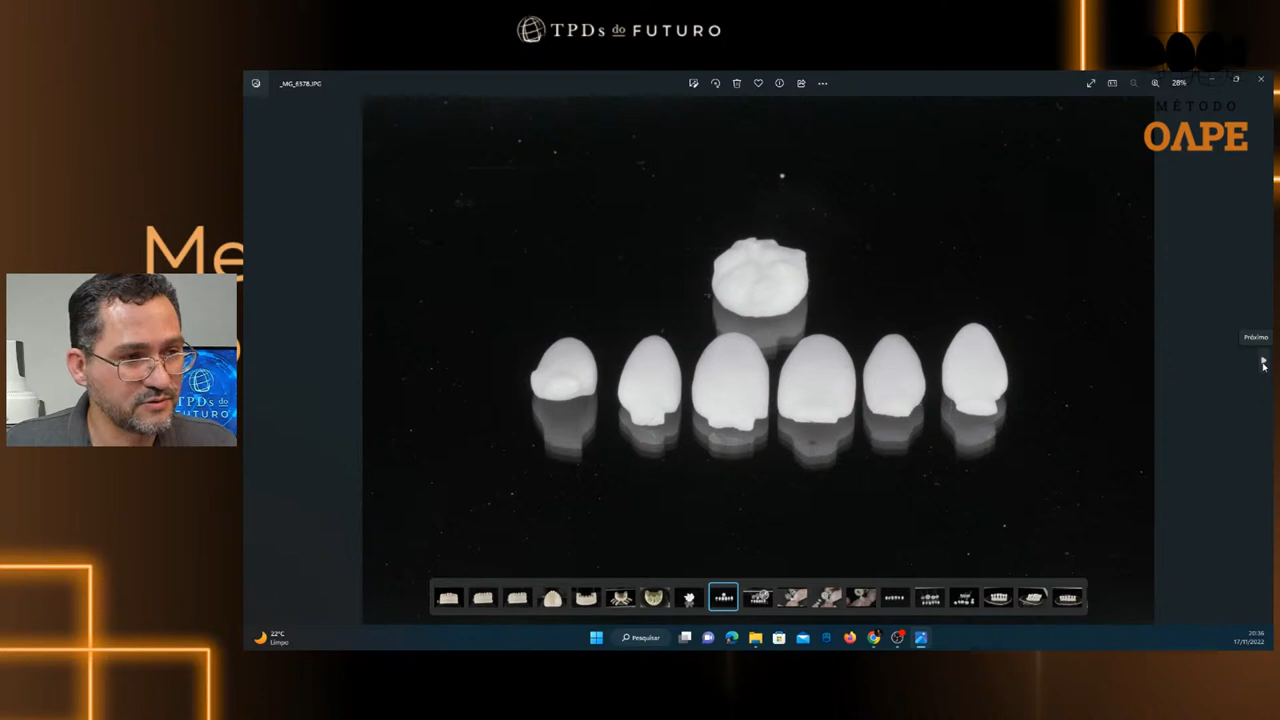 TPDs do FUTURO
_MG_6378.JPG
28%
MÉTODO
OΛPE
Me
Próximo
TPDs do
FUTURO
22°C
Limpo
Pesquisar
20:36
17/11/2022